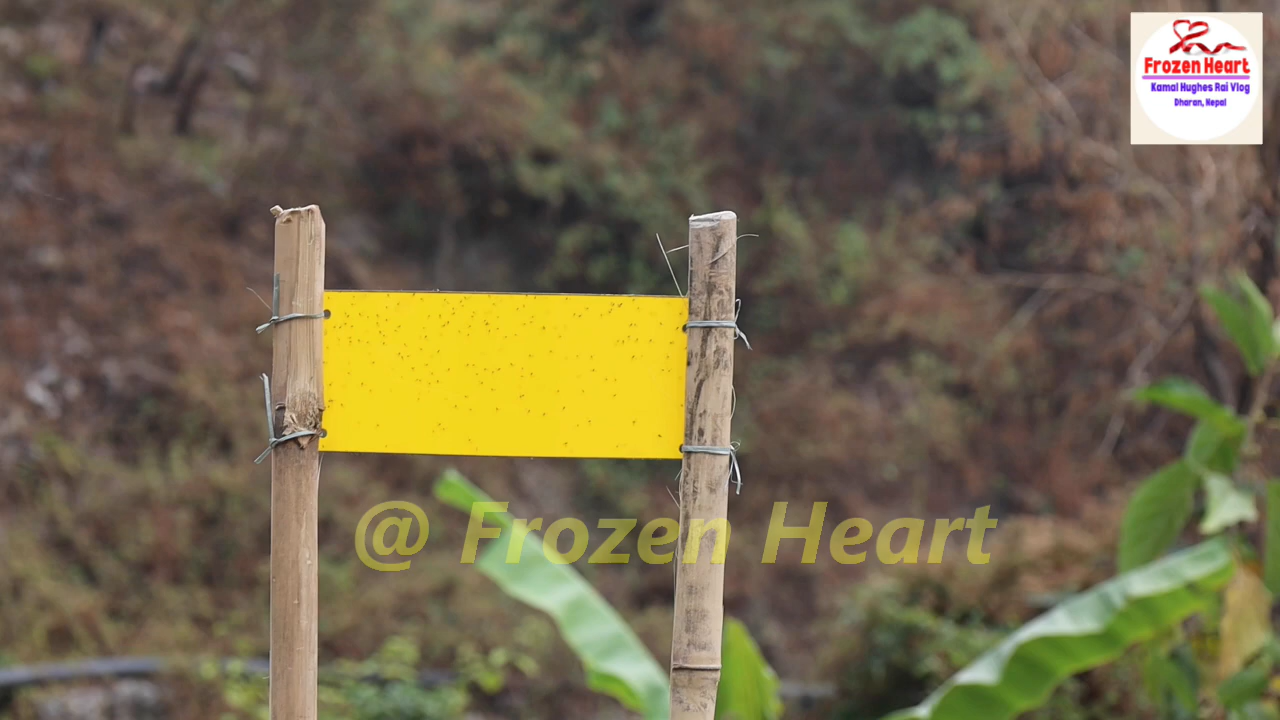 Frozen Heart
Kamal Hughes Rai Vlog
Dharan, Nepal
@ Frozen Heart